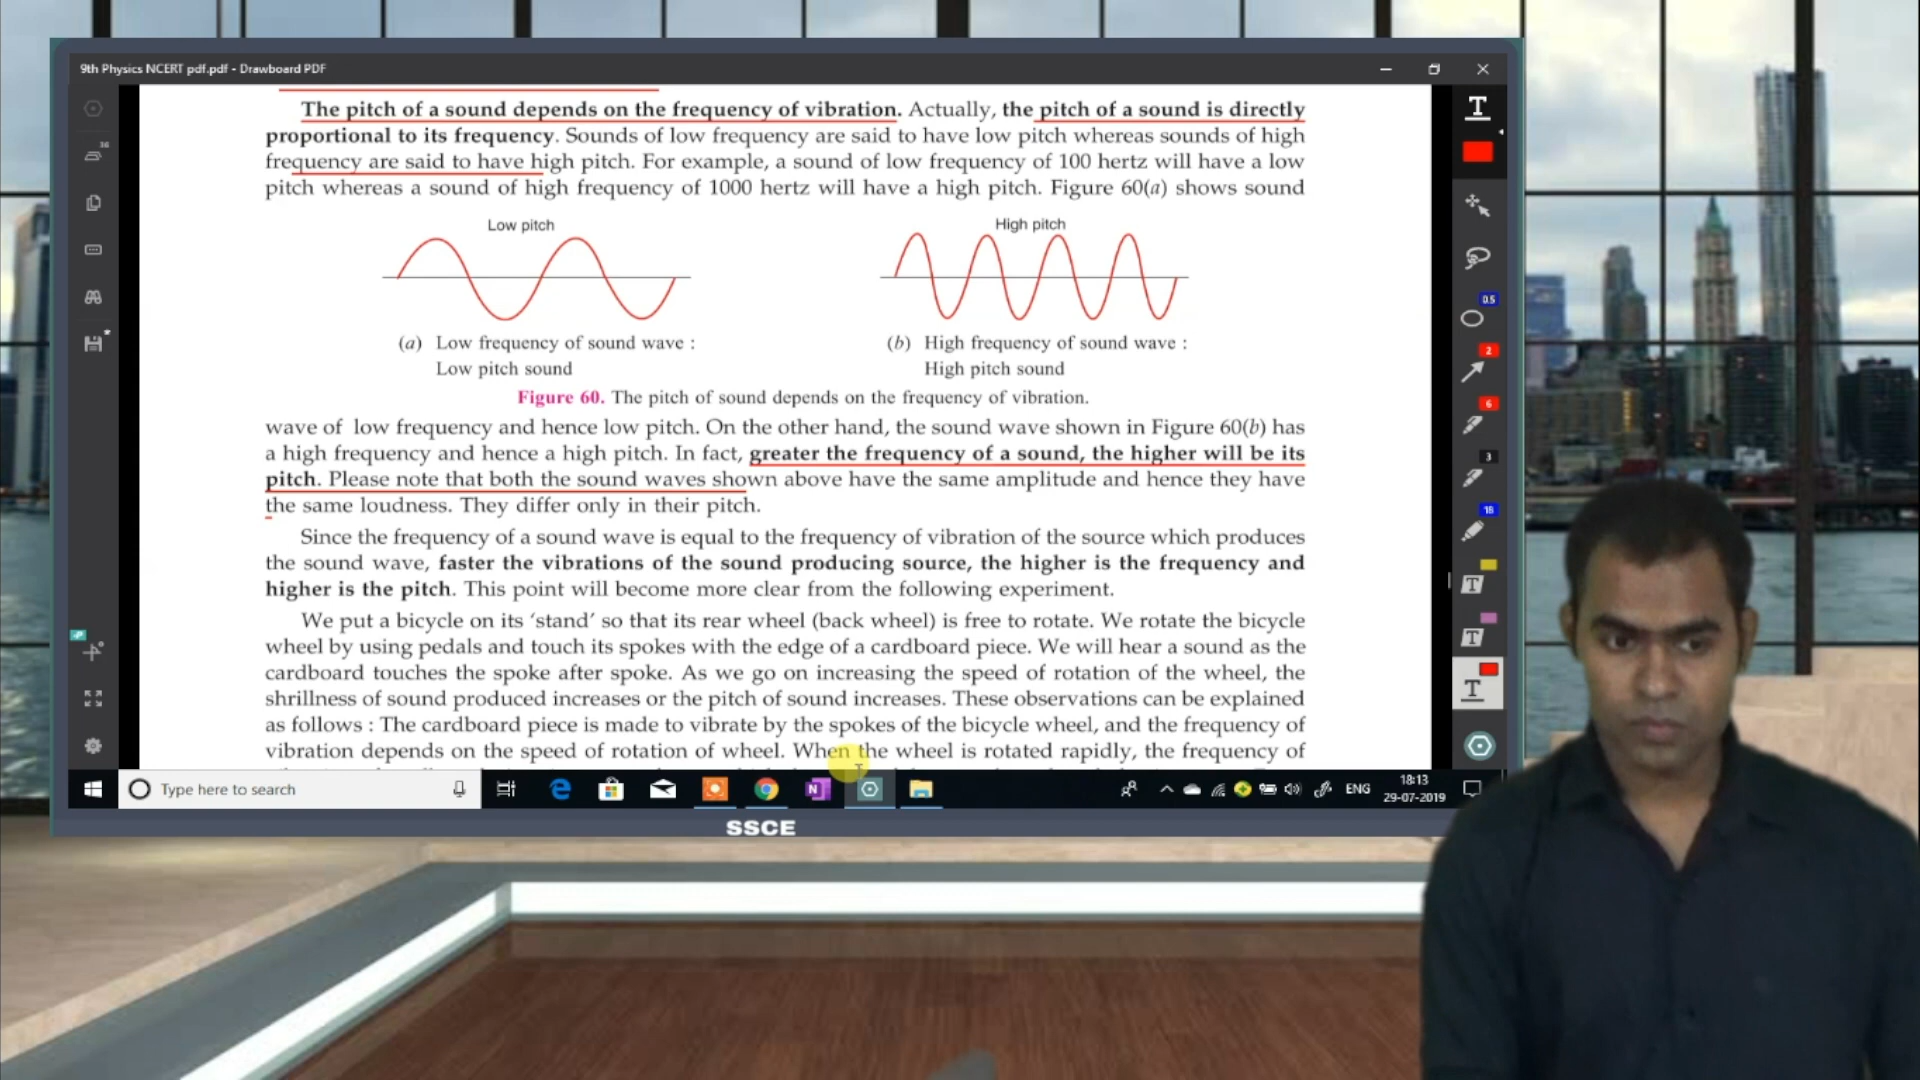 9th Physics NCERT pdf.pdf - Drawboard PDF
The pitch of a sound depends on the frequency of vibration. Actually, the pitch of a sound is directly
proportional to its frequency. Sounds of low frequency are said to have low pitch whereas sounds of high
frequency are said to have high pitch. For example, a sound of low frequency of 100 hertz will have a low
pitch whereas a sound of high frequency of 1000 hertz will have a high pitch. Figure 60(a) shows sound
Low pitch
High pitch
(a) Low frequency of sound wave :
Low pitch sound
(b) High frequency of sound wave :
High pitch sound
Figure 60. The pitch of sound depends on the frequency of vibration.
wave of low frequency and hence low pitch. On the other hand, the sound wave shown in Figure 60(b) has
a high frequency and hence a high pitch. In fact, greater the frequency of a sound, the higher will be its
pitch. Please note that both the sound waves shown above have the same amplitude and hence they have
the same loudness. They differ only in their pitch.
Since the frequency of a sound wave is equal to the frequency of vibration of the source which produces
the sound wave, faster the vibrations of the sound producing source, the higher is the frequency and
higher is the pitch. This point will become more clear from the following experiment.
We put a bicycle on its ‘stand’ so that its rear wheel (back wheel) is free to rotate. We rotate the bicycle
wheel by using pedals and touch its spokes with the edge of a cardboard piece. We will hear a sound as the
cardboard touches the spoke after spoke. As we go on increasing the speed of rotation of the wheel, the
shrillness of sound produced increases or the pitch of sound increases. These observations can be explained
as follows : The cardboard piece is made to vibrate by the spokes of the bicycle wheel, and the frequency of
vibration depends on the speed of rotation of wheel. When the wheel is rotated rapidly, the frequency of
T
0.5
2
6
3
18
T
T
T
Type here to search
N
ENG
18:13
29-07-2019
SSCE